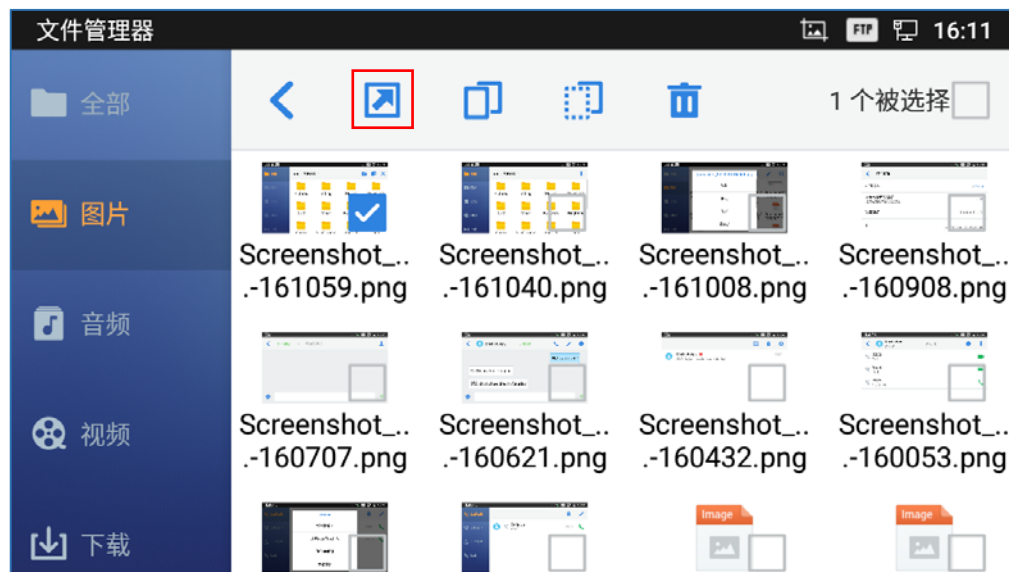 文件管理器
FTP
16:11
全部
1 个被选择
图片
Screenshot_..
.-161059.png
Screenshot_..
.-161040.png
Screenshot_..
.-161008.png
Screenshot_..
.-160908.png
音频
视频
Screenshot_..
.-160707.png
Screenshot_..
.-160621.png
Screenshot_..
.-160432.png
Screenshot_..
.-160053.png
下载
Image
Image